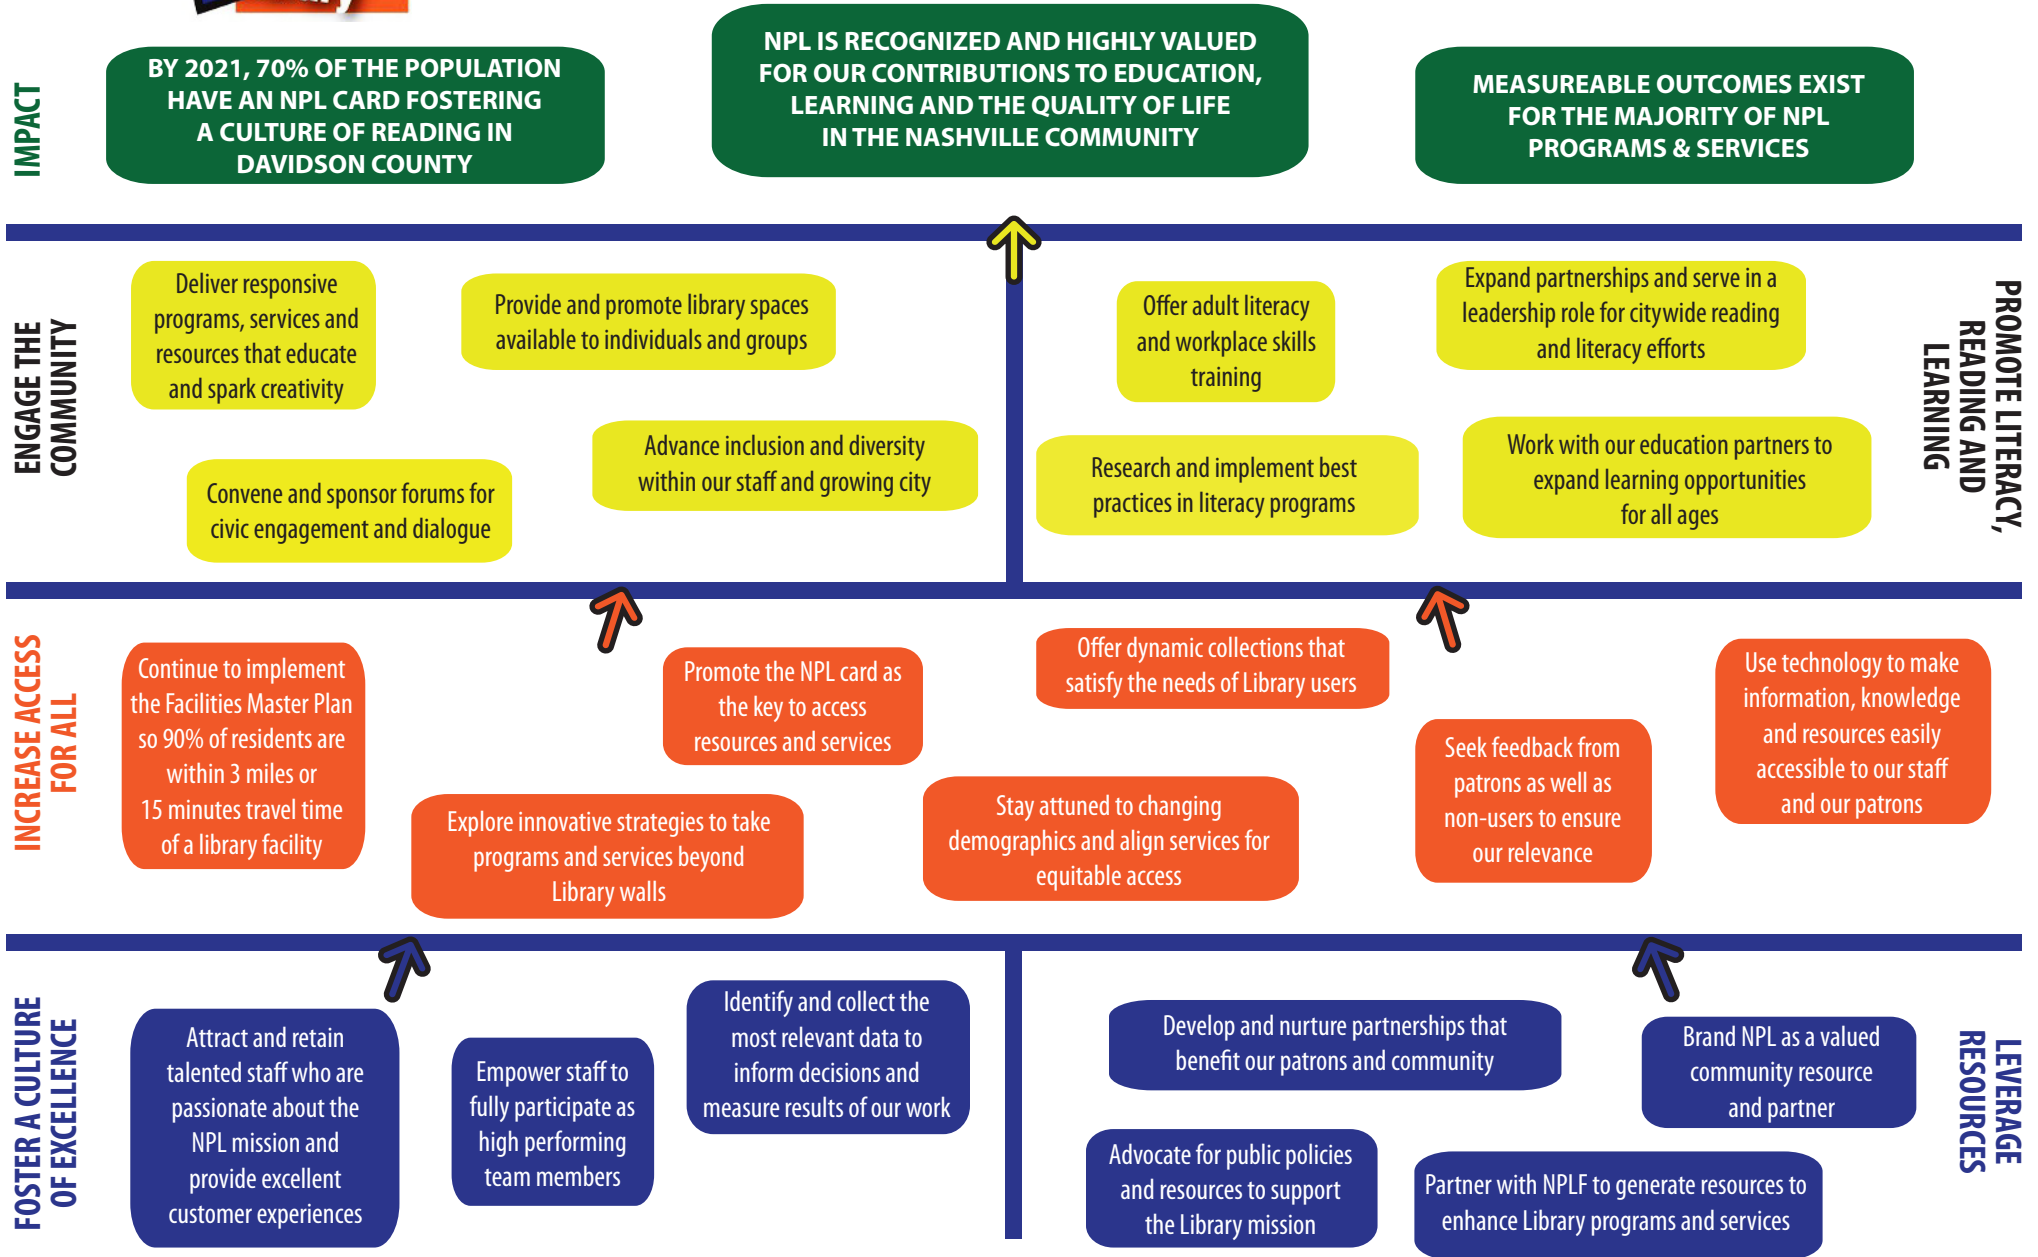 IMPACT
BY 2021, 70% OF THE POPULATION
HAVE AN NPL CARD FOSTERING
A CULTURE OF READING IN
DAVIDSON COUNTY
NPL IS RECOGNIZED AND HIGHLY VALUED
FOR OUR CONTRIBUTIONS TO EDUCATION,
LEARNING AND THE QUALITY OF LIFE
IN THE NASHVILLE COMMUNITY
MEASUREABLE OUTCOMES EXIST
FOR THE MAJORITY OF NPL
PROGRAMS & SERVICES
ENGAGE THE
COMMUNITY
Deliver responsive
programs, services and
resources that educate
and spark creativity
Provide and promote library spaces
available to individuals and groups
Convene and sponsor forums for
civic engagement and dialogue
Advance inclusion and diversity
within our staff and growing city
Offer adult literacy
and workplace skills
training
Expand partnerships and serve in a
leadership role for citywide reading
and literacy efforts
Research and implement best
practices in literacy programs
Work with our education partners to
expand learning opportunities
for all ages
PROMOTE LITERACY,
READING AND
LEARNING
INCREASE ACCESS
FOR ALL
Continue to implement
the Facilities Master Plan
so 90% of residents are
within 3 miles or
15 minutes travel time
of a library facility
Promote the NPL card as
the key to access
resources and services
Explore innovative strategies to take
programs and services beyond
Library walls
Offer dynamic collections that
satisfy the needs of Library users
Stay attuned to changing
demographics and align services for
equitable access
Seek feedback from
patrons as well as
non-users to ensure
our relevance
Use technology to make
information, knowledge
and resources easily
accessible to our staff
and our patrons
FOSTER A CULTURE
OF EXCELLENCE
Attract and retain
talented staff who are
passionate about the
NPL mission and
provide excellent
customer experiences
Empower staff to
fully participate as
high performing
team members
Identify and collect the
most relevant data to
inform decisions and
measure results of our work
Develop and nurture partnerships that
benefit our patrons and community
Brand NPL as a valued
community resource
and partner
Advocate for public policies
and resources to support
the Library mission
Partner with NPLF to generate resources to
enhance Library programs and services
LEVERAGE
RESOURCES